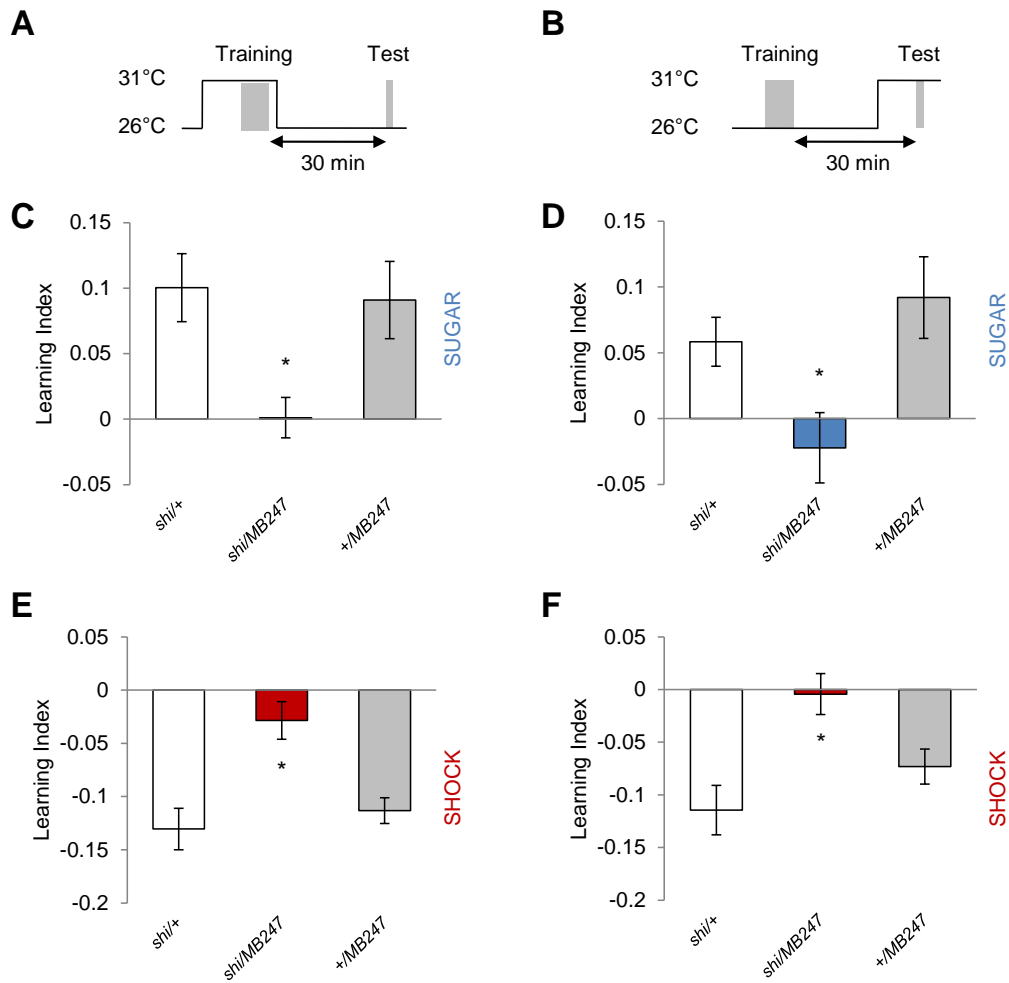 A
Training
Test
31°C
26°C
30 min
B
Training
Test
31°C
26°C
30 min
C
0.15
0.1
0.05
0
-0.05
Learning Index
*
SUGAR
shi/+
shi/MB247
+/MB247
D
0.15
0.1
0.05
0
-0.05
Learning Index
*
SUGAR
shi/+
shi/MB247
+/MB247
E
0.05
0
-0.05
-0.1
-0.15
-0.2
Learning Index
*
SHOCK
shi/+
shi/MB247
+/MB247
F
0.05
0
-0.05
-0.1
-0.15
-0.2
Learning Index
*
SHOCK
shi/+
shi/MB247
+/MB247